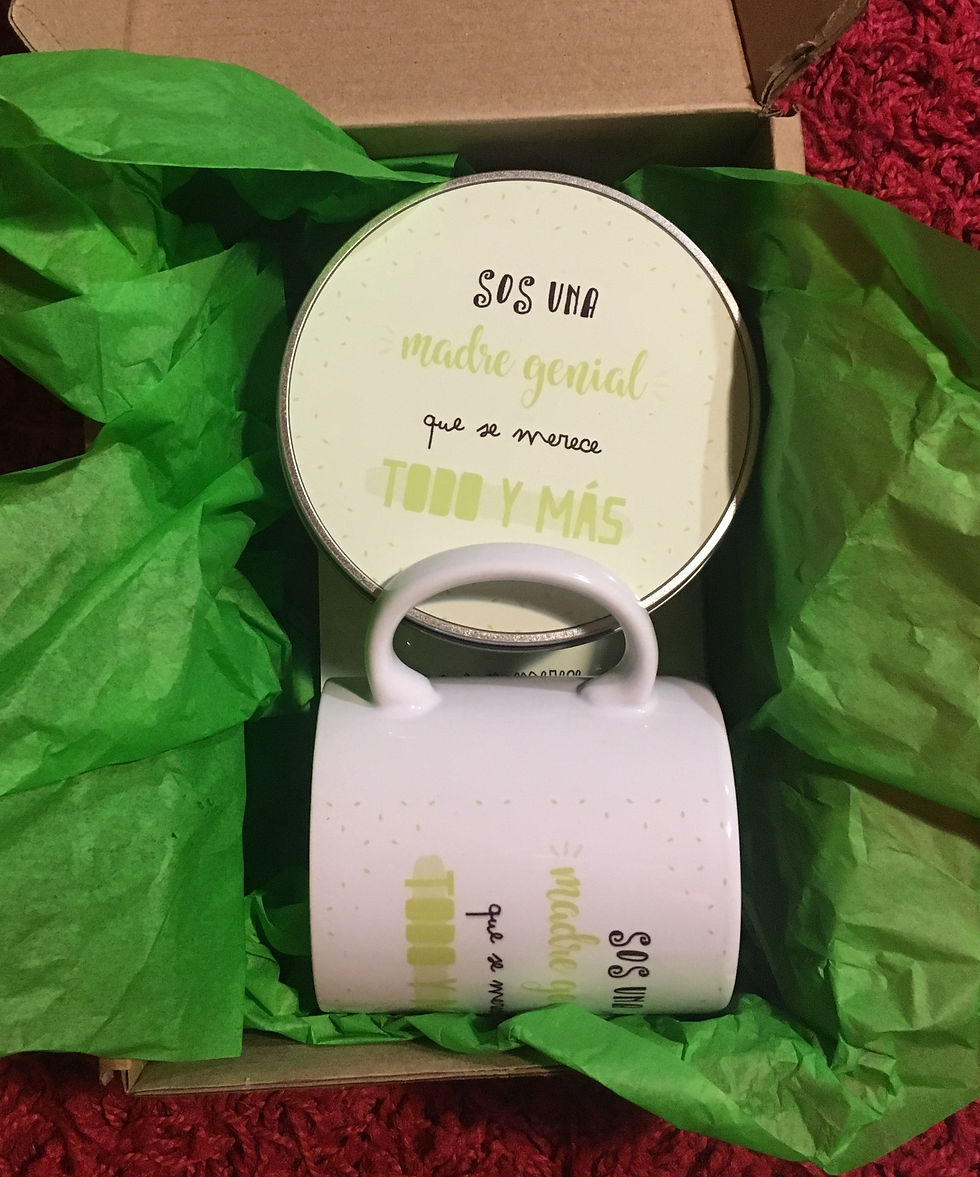 SOS UNA
madre genial
que se merece
TODO Y MÁS
SOS UNA
madre
que se
TODO Y